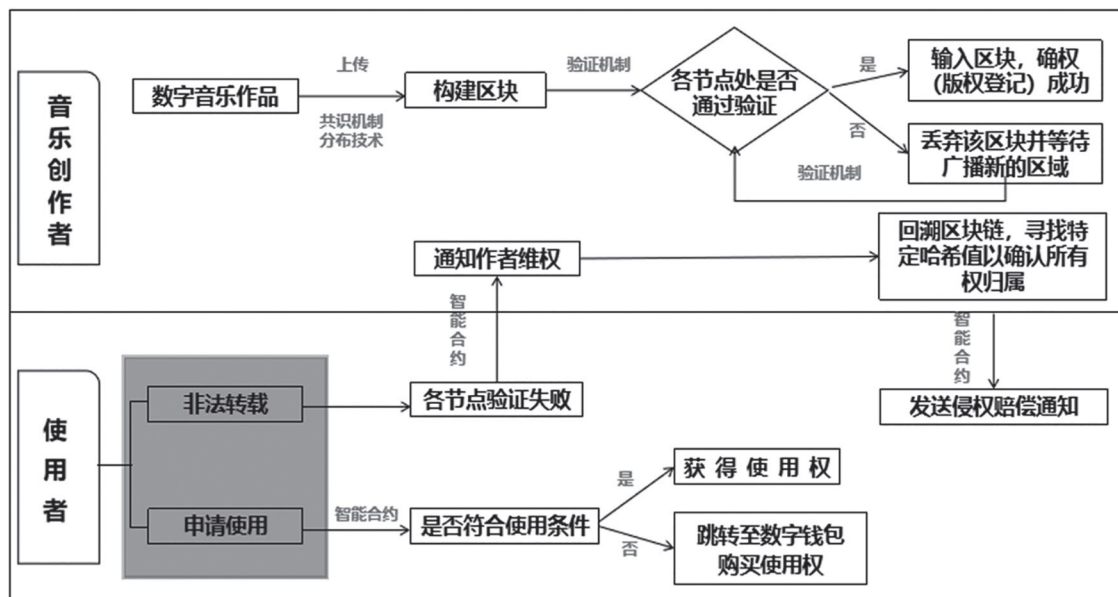 音乐创作者
数字音乐作品
上传
共识机制
分布技术
构建区块
验证机制
各节点处是否
通过验证
是
输入区块，确权
（版权登记）成功
否
丢弃该区块并等待
广播新的区域
验证机制
通知作者维权
回溯区块链，寻找特
定哈希值以确认所有
权归属
智能合约
智能合约
使用者
非法转载
各节点验证失败
发送侵权赔偿通知
申请使用
智能合约
是否符合使用条件
是
获得使用权
否
跳转至数字钱包
购买使用权